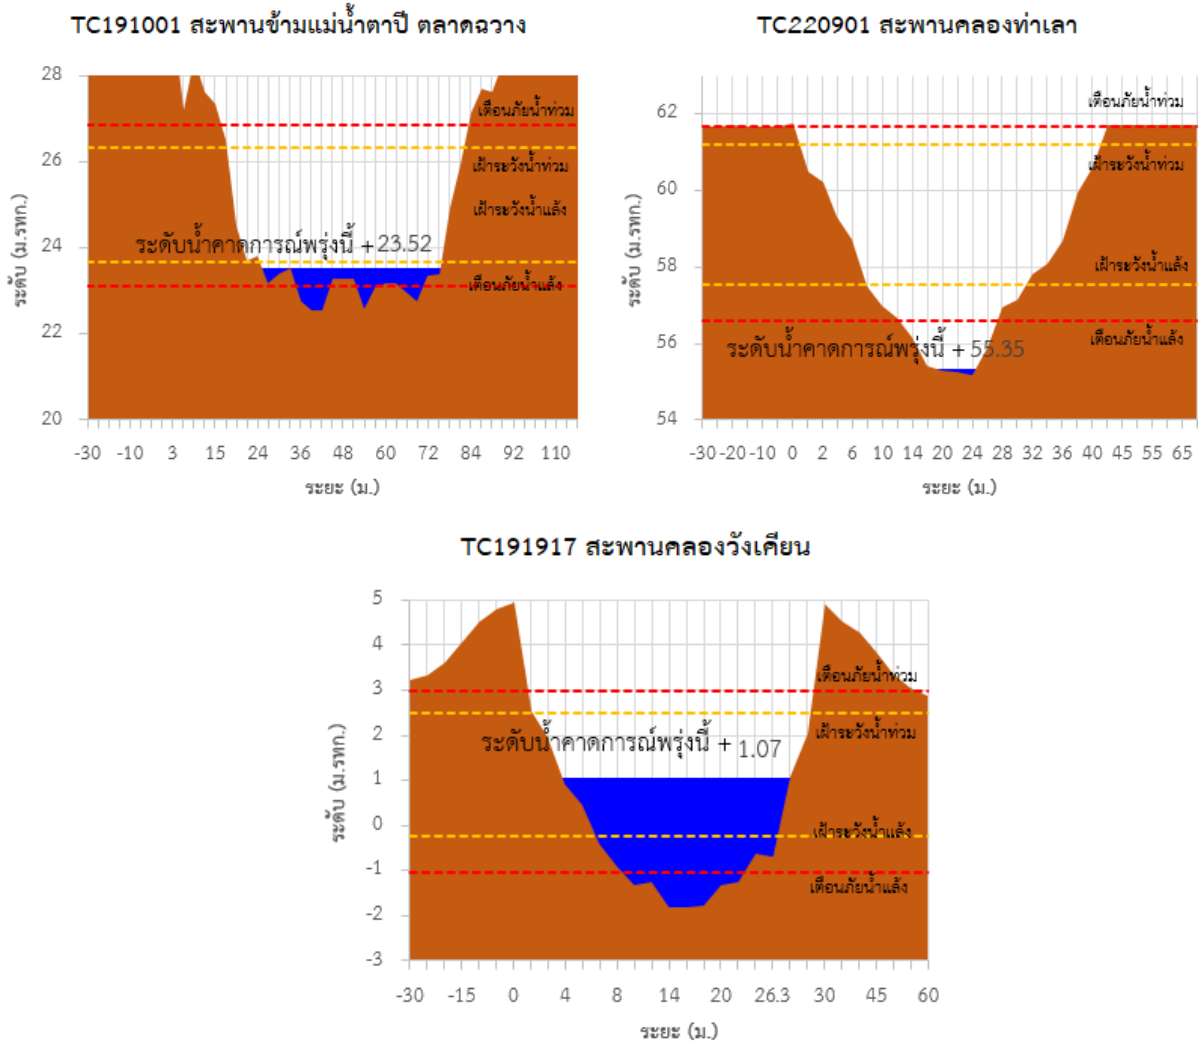 TC191001 สะพานข้ามแม่น้ำตาปี ตลาดฉวาง
28
26
24
22
20
ระดับ (ม.รทก.)
เตือนภัยน้ำท่วม
เฝ้าระวังน้ำท่วม
เฝ้าระวังน้ำแล้ง
ระดับน้ำคาดการณ์พรุ่งนี้ + 23.52
เตือนภัยน้ำแล้ง
-30 -10 3 15 24 36 48 60 72 84 92 110
ระยะ (ม.)
TC220901 สะพานคลองท่าเลา
62
60
58
56
54
ระดับ (ม.รทก.)
เตือนภัยน้ำท่วม
เฝ้าระวังน้ำท่วม
เฝ้าระวังน้ำแล้ง
เตือนภัยน้ำแล้ง
ระดับน้ำคาดการณ์พรุ่งนี้ + 55.35
-30 -20 -10 0 2 6 10 14 20 24 28 32 36 40 45 55 65
ระยะ (ม.)
TC191917 สะพานคลองวังเคียน
5
4
3
2
1
0
-1
-2
-3
ระดับ (ม.รทก.)
เตือนภัยน้ำท่วม
เฝ้าระวังน้ำท่วม
ระดับน้ำคาดการณ์พรุ่งนี้ + 1.07
เฝ้าระวังน้ำแล้ง
เตือนภัยน้ำแล้ง
-30 -15 0 4 8 14 20 26.3 30 45 60
ระยะ (ม.)